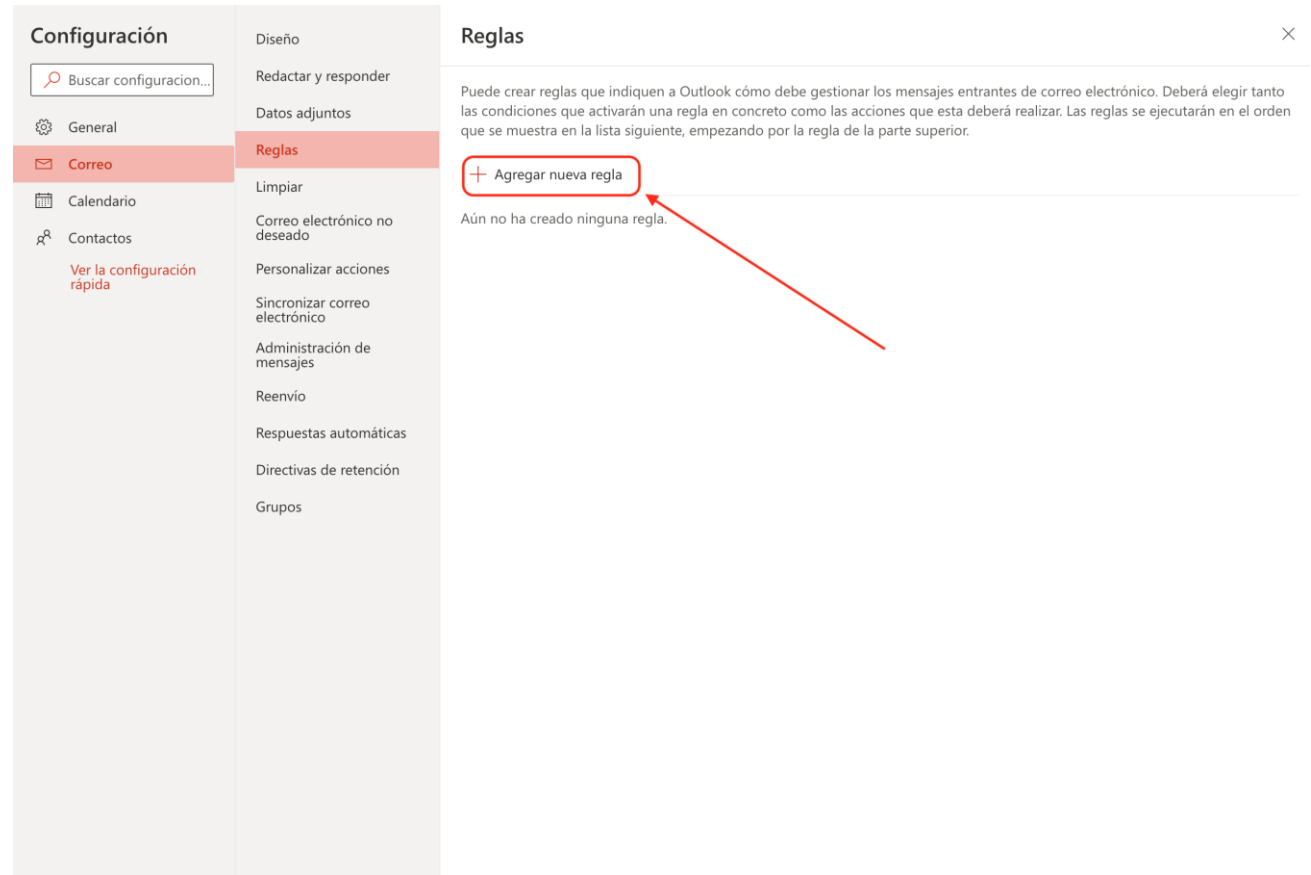 Configuración
Buscar configuracion...
General
Correo
Calendario
Contactos
Ver la configuración
rápida
Diseño
Redactar y responder
Datos adjuntos
Reglas
Limpiar
Correo electrónico no
deseado
Personalizar acciones
Sincronizar correo
electrónico
Administración de
mensajes
Reenvío
Respuestas automáticas
Directivas de retención
Grupos
Reglas
Puede crear reglas que indiquen a Outlook cómo debe gestionar los mensajes entrantes de correo electrónico. Deberá elegir tanto
las condiciones que activarán una regla en concreto como las acciones que esta deberá realizar. Las reglas se ejecutarán en el orden
que se muestra en la lista siguiente, empezando por la regla de la parte superior.
Agregar nueva regla
Aún no ha creado ninguna regla.